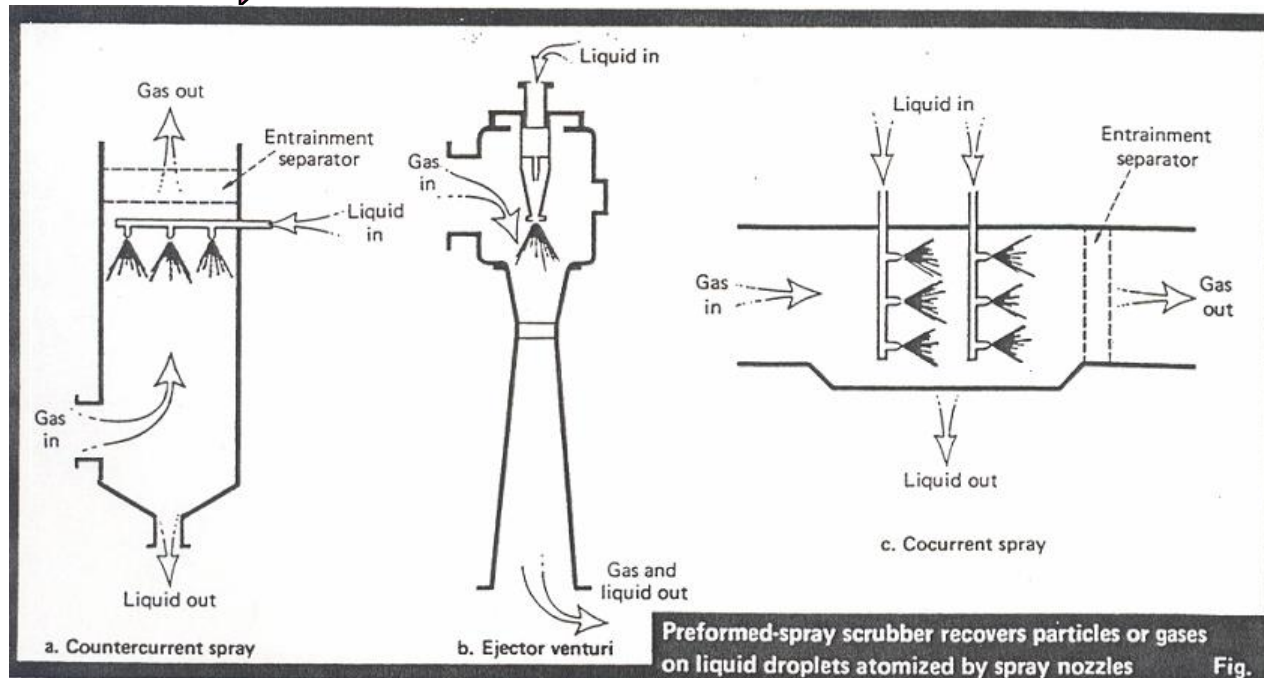 Gas out
Entrainment
separator
Liquid
in
Gas
in
Liquid out
a. Countercurrent spray
Liquid in
Gas
in
Gas and
liquid out
b. Ejector venturi
Liquid in
Entrainment
separator
Gas
in
Gas
out
Liquid out
c. Cocurrent spray
Preformed-spray scrubber recovers particles or gases
on liquid droplets atomized by spray nozzles Fig.